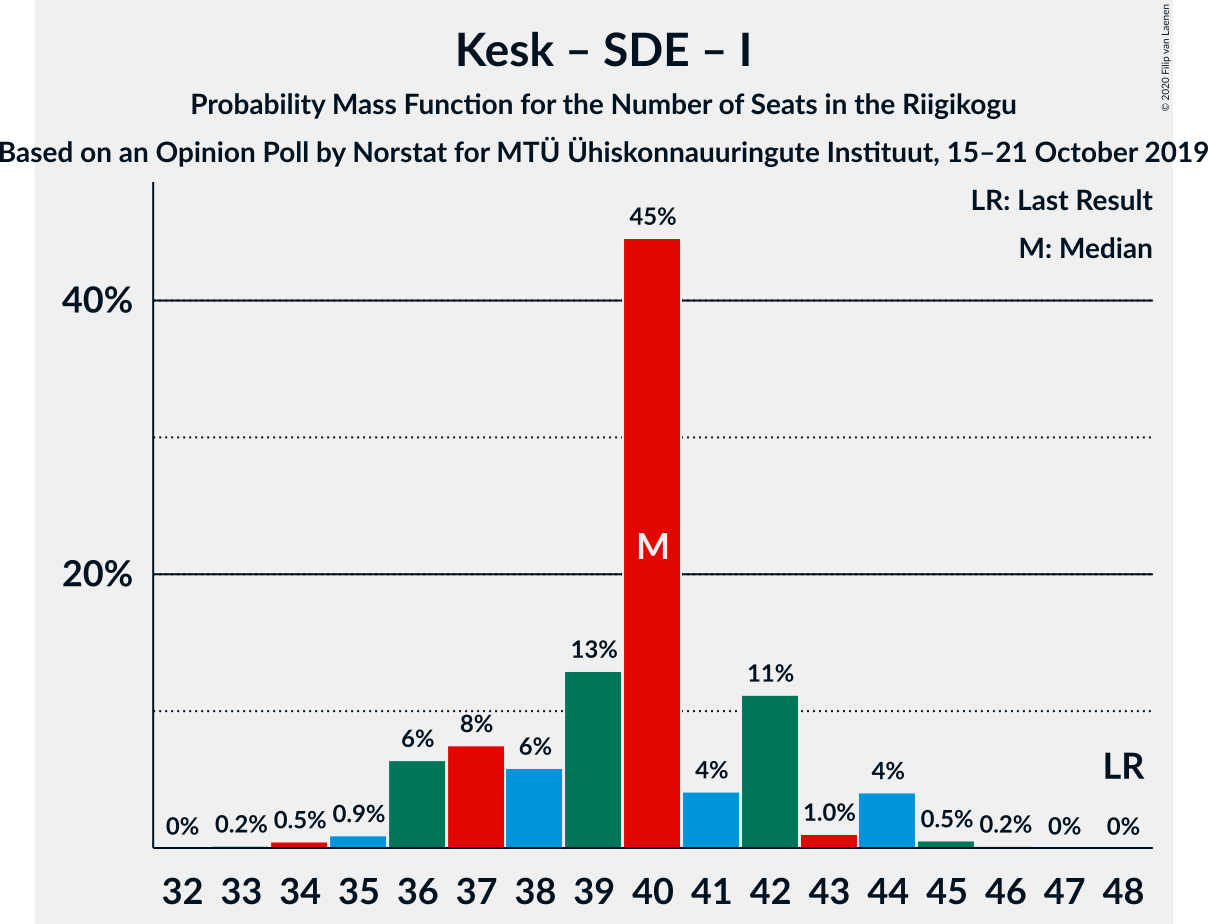 Kesk – SDE – I
Probability Mass Function for the Number of Seats in the Riigikogu
Based on an Opinion Poll by Norstat for MTÜ Ühiskonnauuringute Instituut, 15–21 October 2019
© 2020 Filip van Laenen
LR: Last Result
M: Median
45%
40%
M
20%
13%
11%
8%
6%
6%
4%
4%
LR
0%
0.2%
0.5%
0.9%
1.0%
0.5%
0.2%
0%
0%
32 33 34 35 36 37 38 39 40 41 42 43 44 45 46 47 48